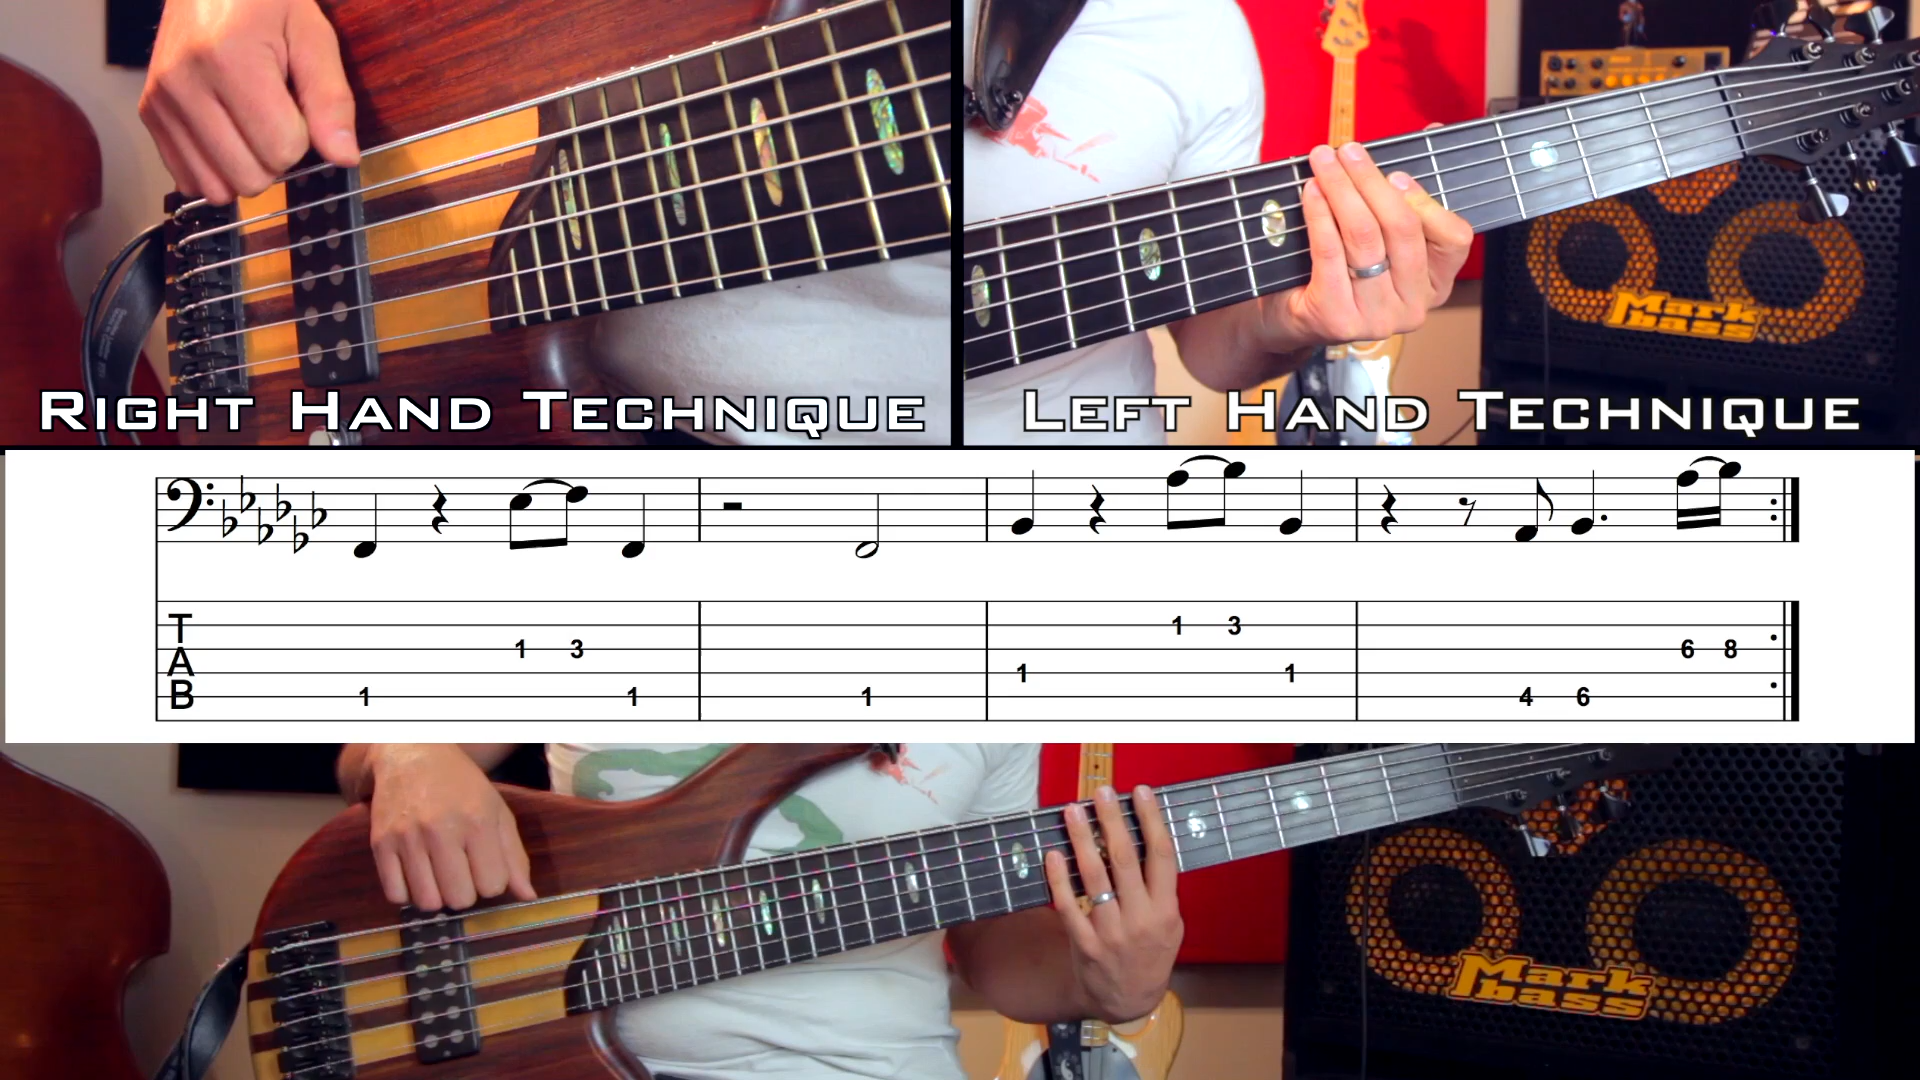 Right Hand Technique
Left Hand Technique
T
A
B
1 1 3 1 1 1 1 3 1 4 6 6 8
Mark
bass
Mark
bass